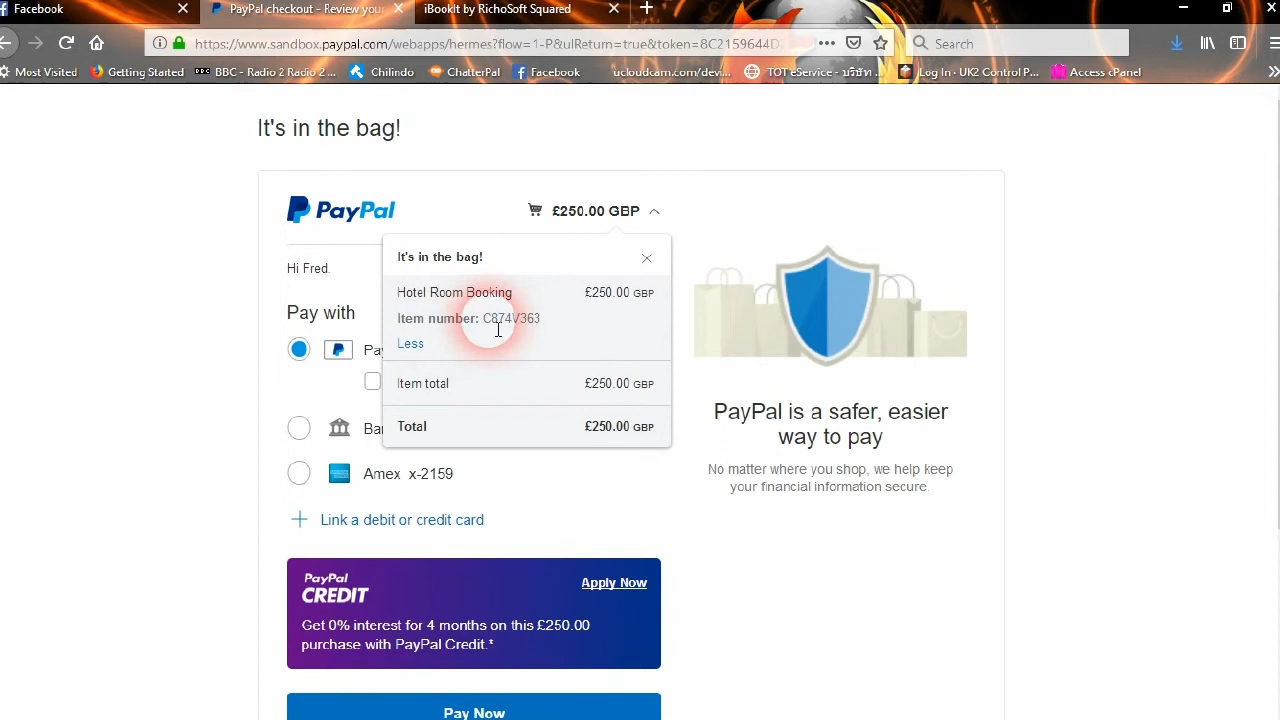 Facebook
PayPal checkout - Review your
iBookIt by RichoSoft Squared
https://www.sandbox.paypal.com/webapps/hermes?flow=1-P&ulReturn=true&token=8C2159644D
Search
Most Visited
Getting Started
BBC - Radio 2 Radio 2 ...
Chilindo
ChatterPal
Facebook
'ucloudcam.com/devi...
TOT eService - บริษัท ...
Log In - UK2 Control P...
Access cPanel
It's in the bag!
PayPal
£250.00 GBP
It's in the bag!
Hi Fred.
Hotel Room Booking £250.00 GBP
Pay with
Item number: C874V363
Less
Item total £250.00 GBP
Total £250.00 GBP
Amex x-2159
Link a debit or credit card
PayPal
CREDIT
Apply Now
Get 0% interest for 4 months on this £250.00
purchase with PayPal Credit.*
Pay Now
PayPal is a safer, easier
way to pay
No matter where you shop, we help keep
your financial information secure.